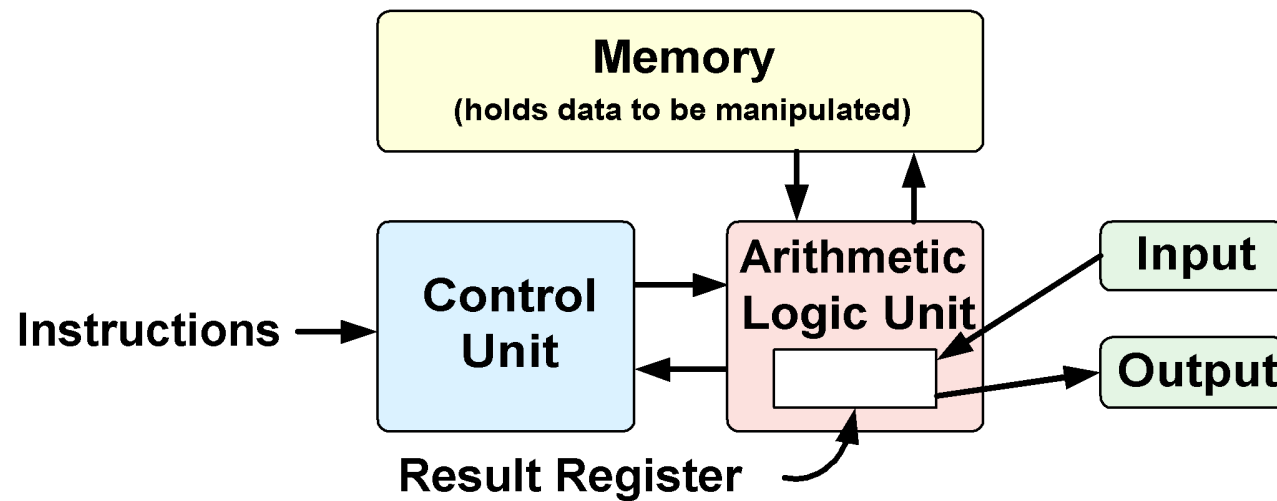 Memory
(holds data to be manipulated)
Instructions
Control
Unit
Arithmetic
Logic Unit
Input
Output
Result Register